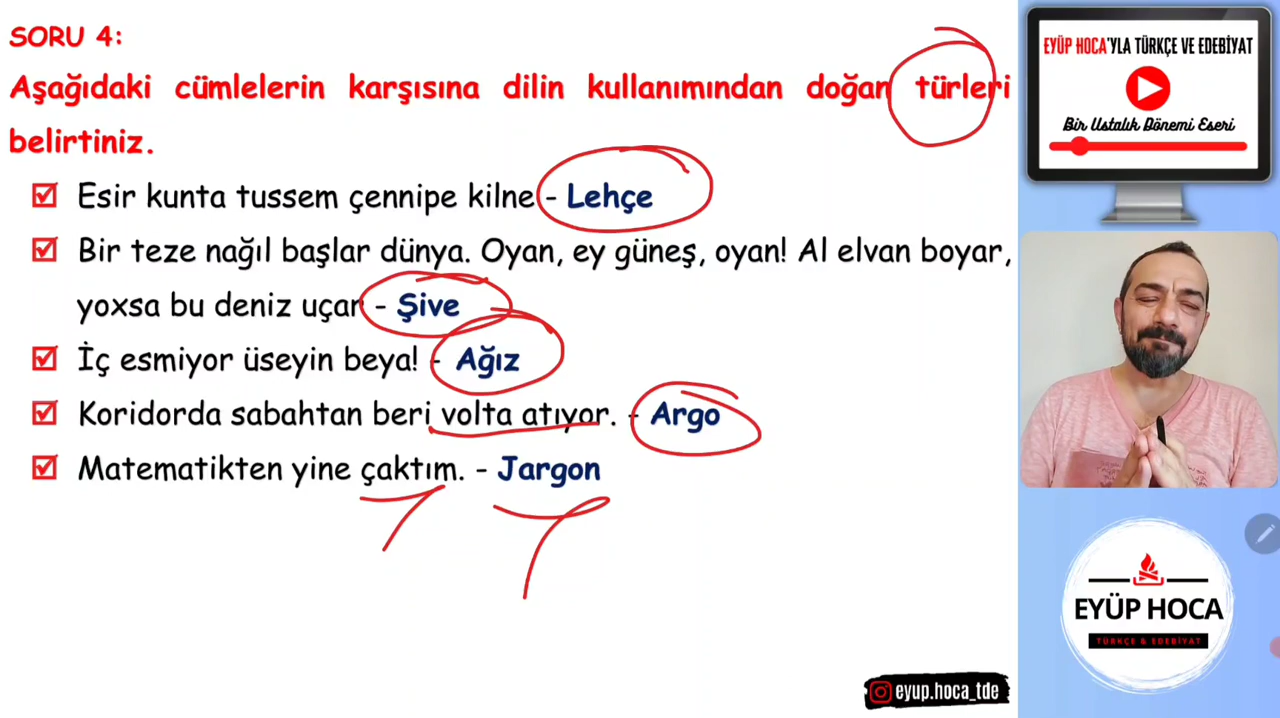 SORU 4:
Aşağıdaki cümlelerin karşısına dilin kullanımından doğan türleri
belirtiniz.
Esir kunta tussem çennipe kilne - Lehçe
Bir teze nağıl başlar dünya. Oyan, ey güneş, oyan! Al elvan boyar,
yoxsa bu deniz uçar - Şive
İç esmiyor üseyin beya! - Ağız
Koridorda sabahtan beri volta atıyor. - Argo
Matematikten yine çaktım. - Jargon
EYÜP HOCA'YLA TÜRKÇE VE EDEBİYAT
Bir Ustalık Dönemi Eseri
EYÜP HOCA
TÜRKÇE & EDEBİYAT
eyup.hoca_tde